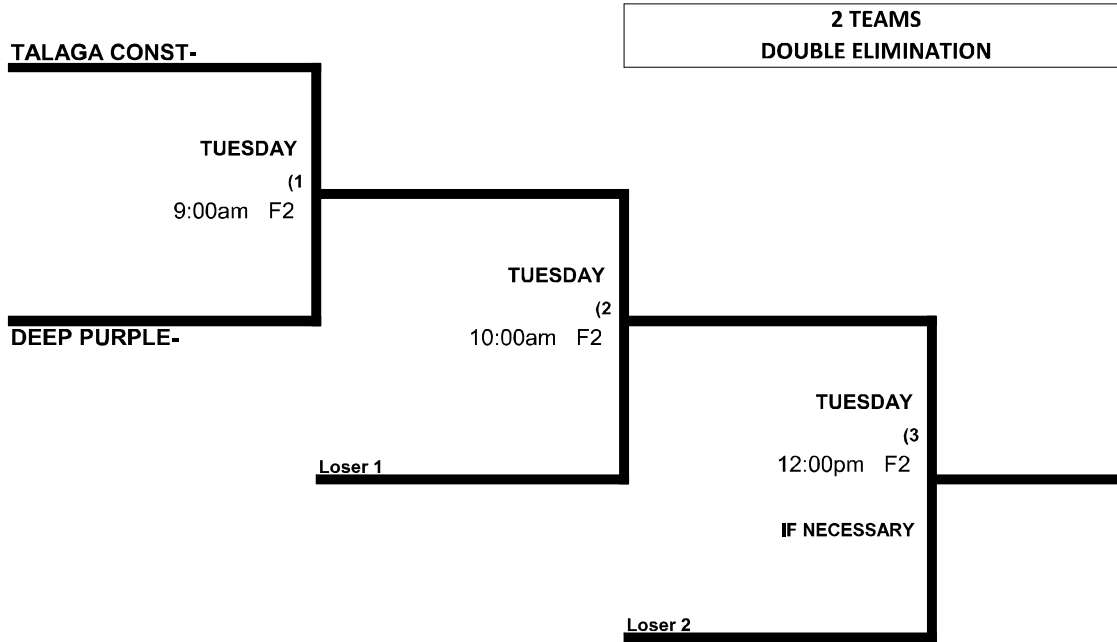 2 TEAMS
DOUBLE ELIMINATION
TALAGA CONST-
TUESDAY
(1
9:00am F2
DEEP PURPLE-
TUESDAY
(2
10:00am F2
Loser 1
TUESDAY
(3
12:00pm F2
IF NECESSARY
Loser 2